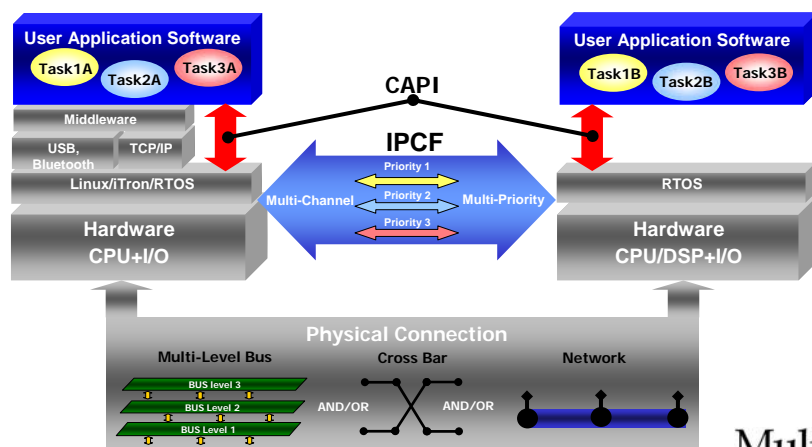 User Application Software
Task1A
Task2A
Task3A
Middleware
USB,
Bluetooth
TCP/IP
Linux/iTron/RTOS
Hardware
CPU+I/O
CAPI
IPCF
Priority 1
Multi-Channel
Priority 2
Multi-Priority
Priority 3
User Application Software
Task1B
Task2B
Task3B
RTOS
Hardware
CPU/DSP+I/O
Physical Connection
Multi-Level Bus
Cross Bar
Network
BUS level 3
BUS Level 2
BUS Level 1
AND/OR
AND/OR